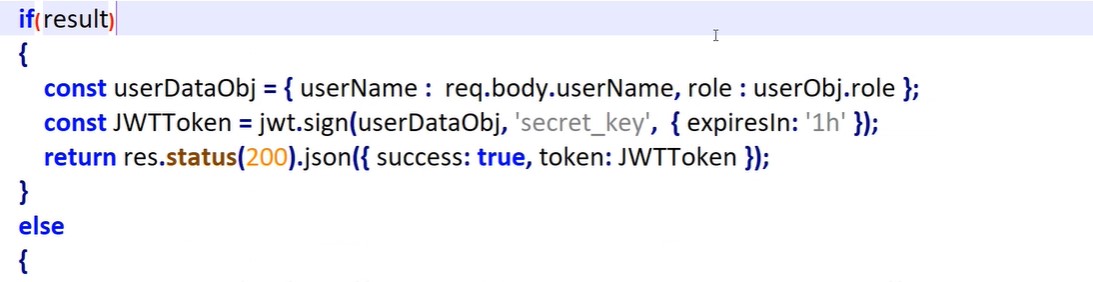 if(result)
{
const userDataObj = { userName :  req.body.userName, role : userObj.role };
const JWTToken = jwt.sign(userDataObj, 'secret_key',  { expiresIn: '1h' });
return res.status(200).json({ success: true, token: JWTToken });
}
else
{